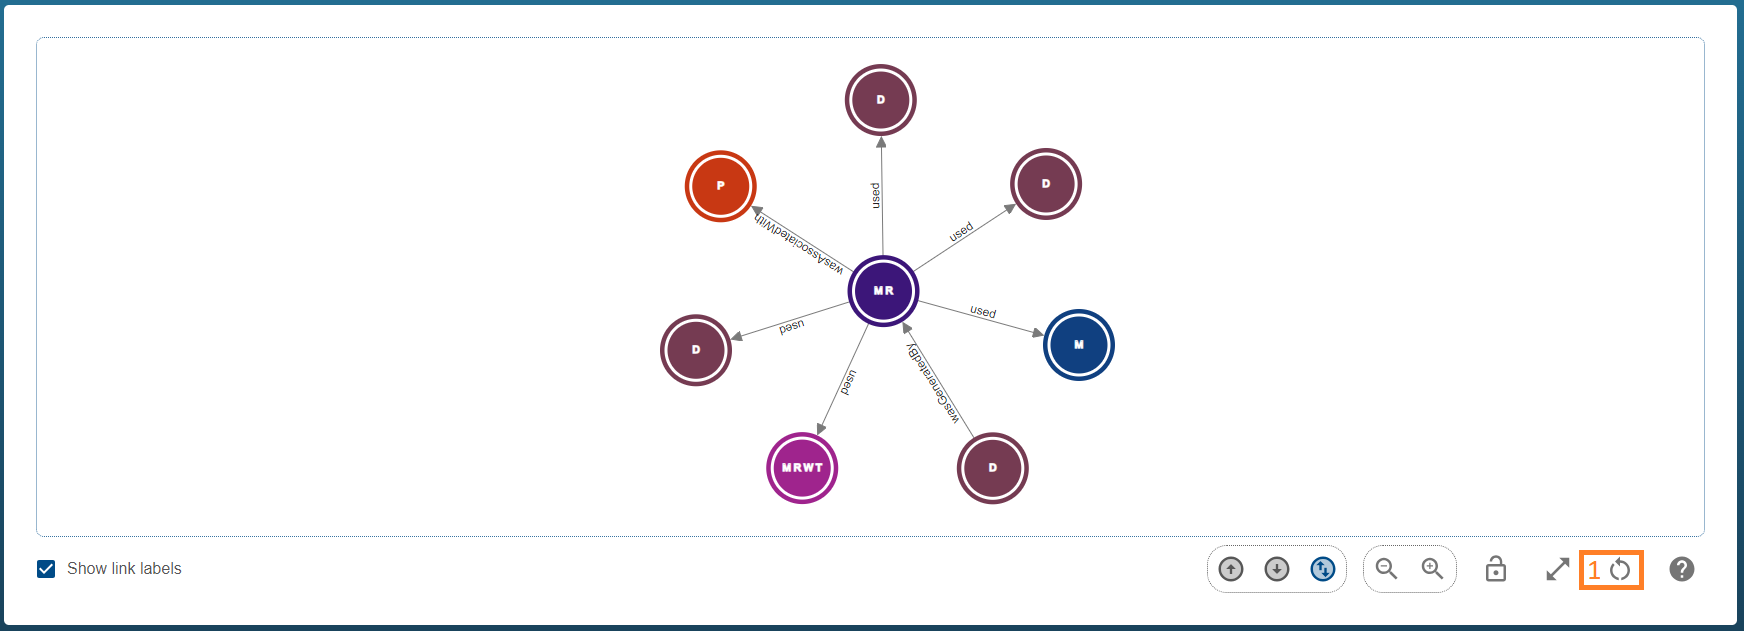 D
P
D
used
used
wasAssociatedWith
MR
used
used
D
M
used
wasGeneratedBy
MRWT
D
Show link labels
1
?